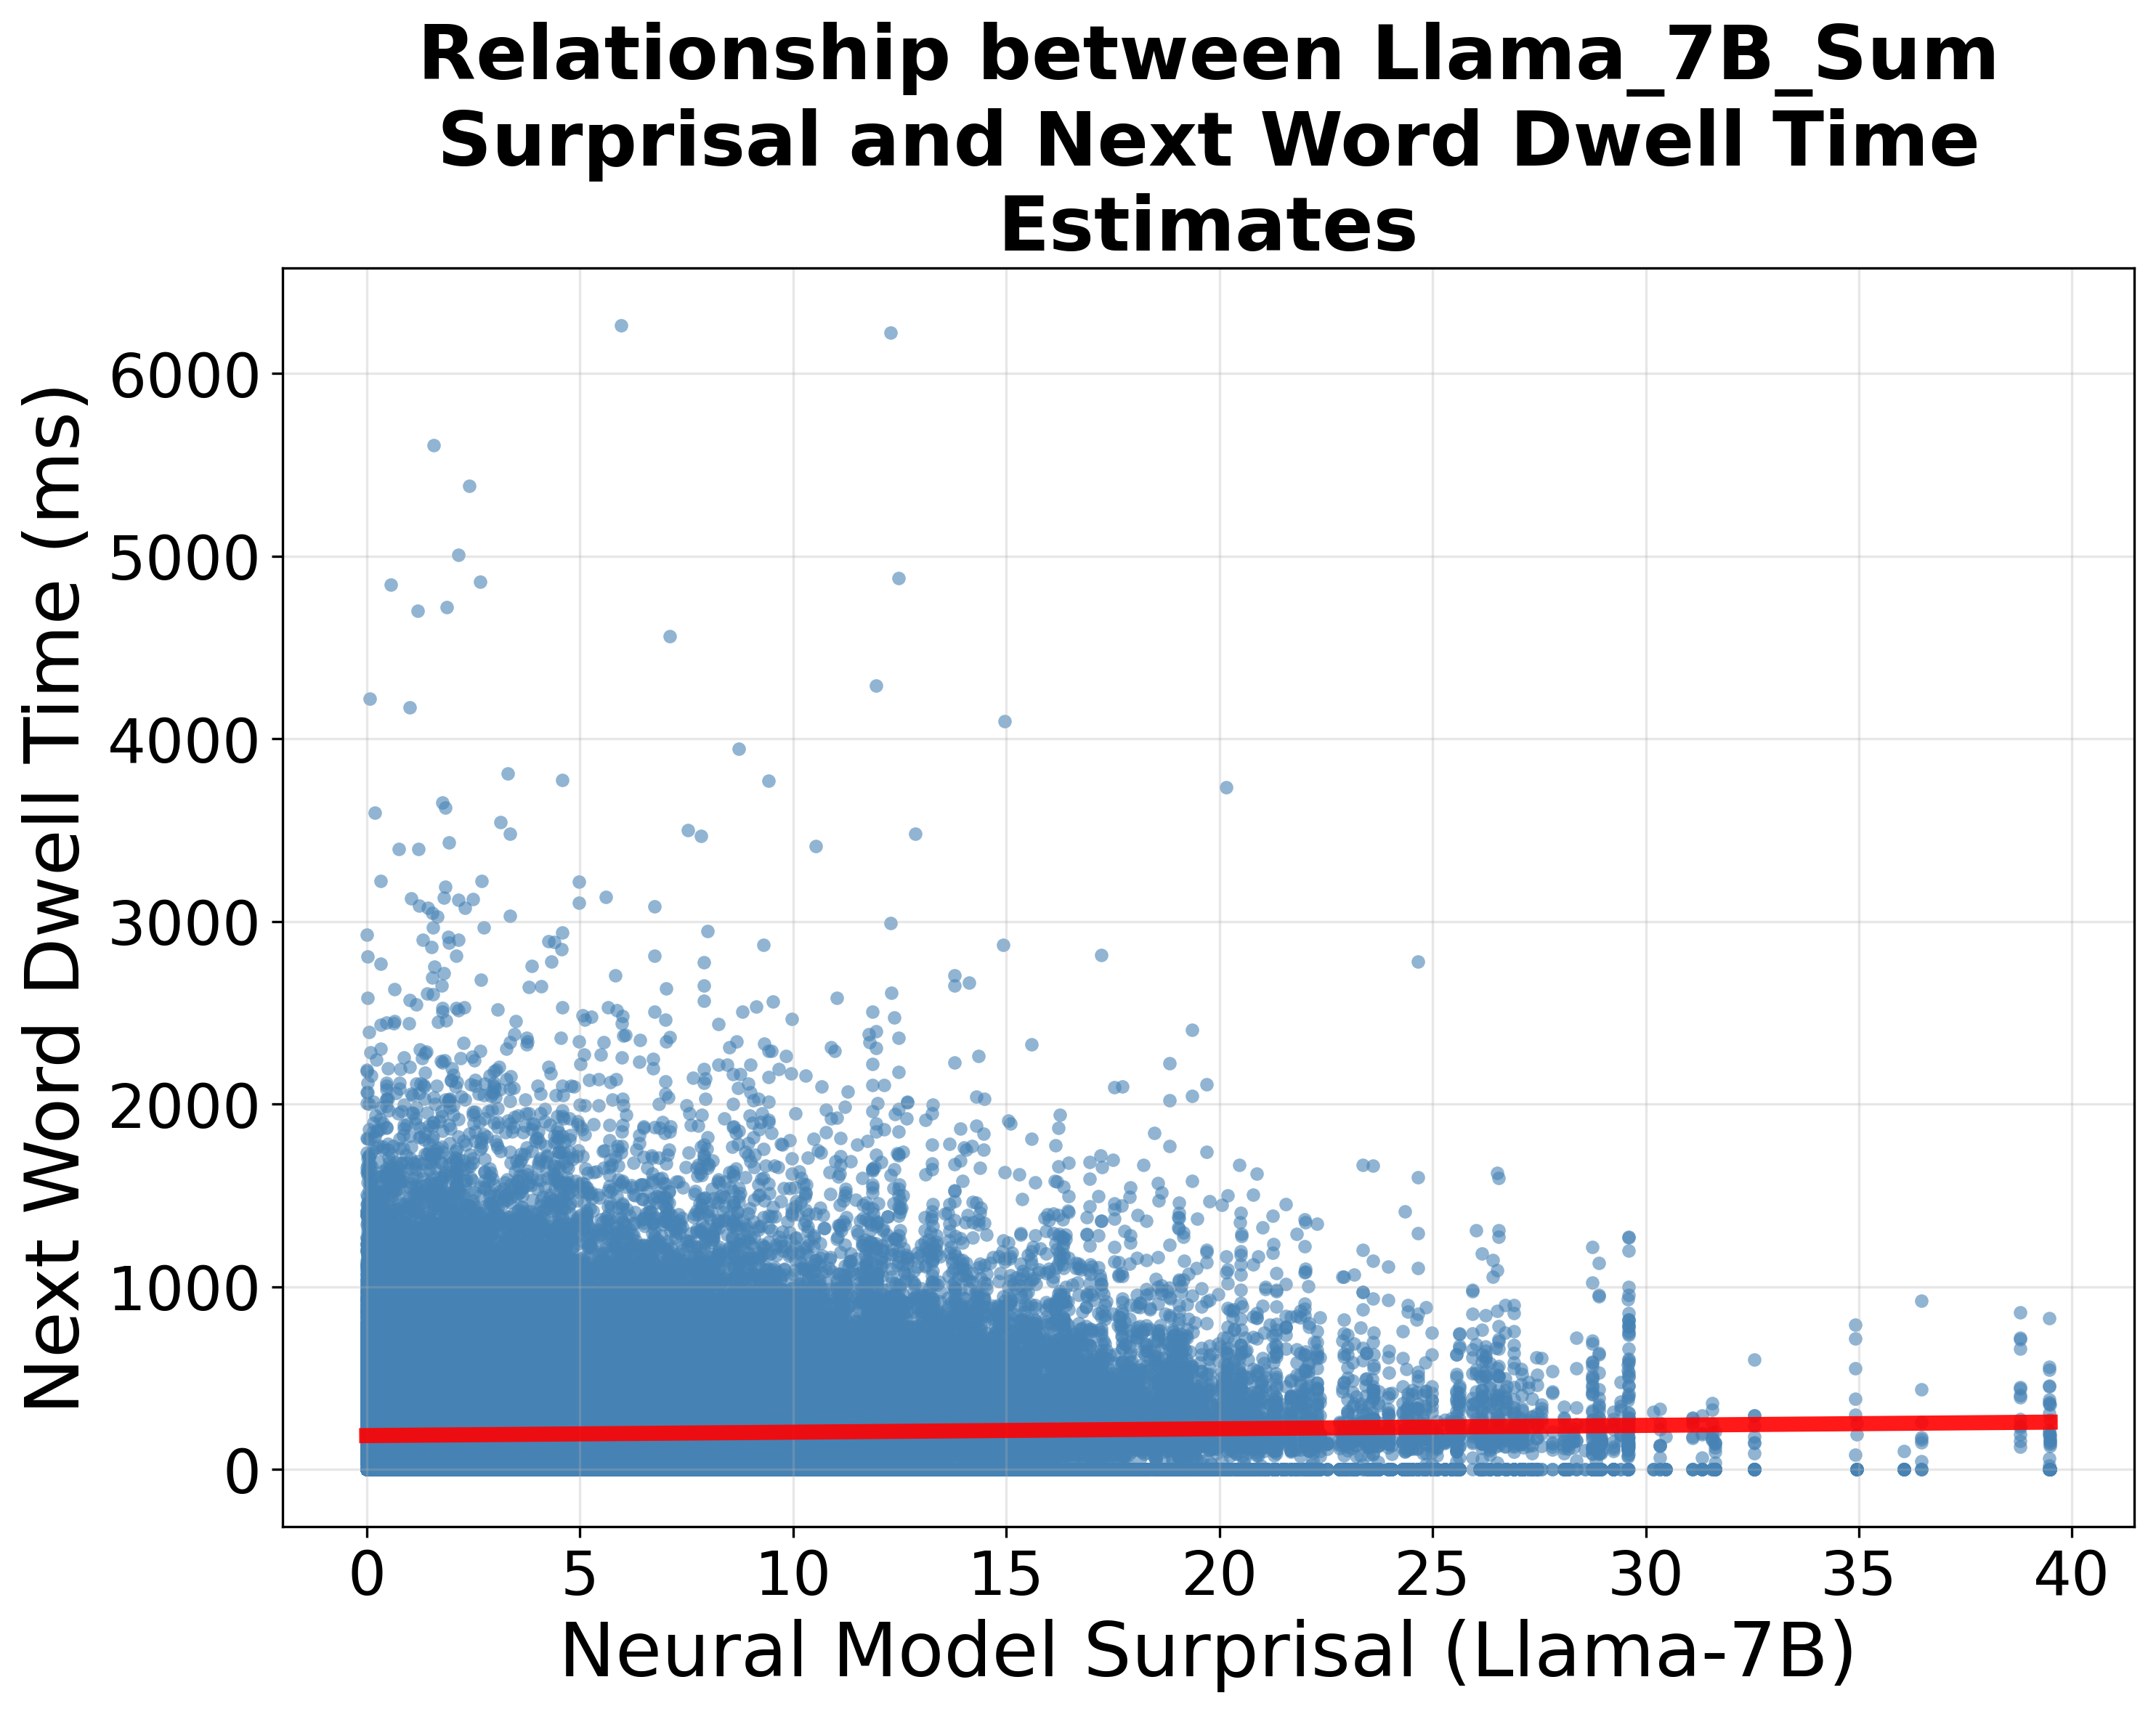 Relationship between Llama_7B_Sum
Surprisal and Next Word Dwell Time
Estimates
Next Word Dwell Time (ms)
6000
5000
4000
3000
2000
1000
0
0 5 10 15 20 25 30 35 40
Neural Model Surprisal (Llama-7B)